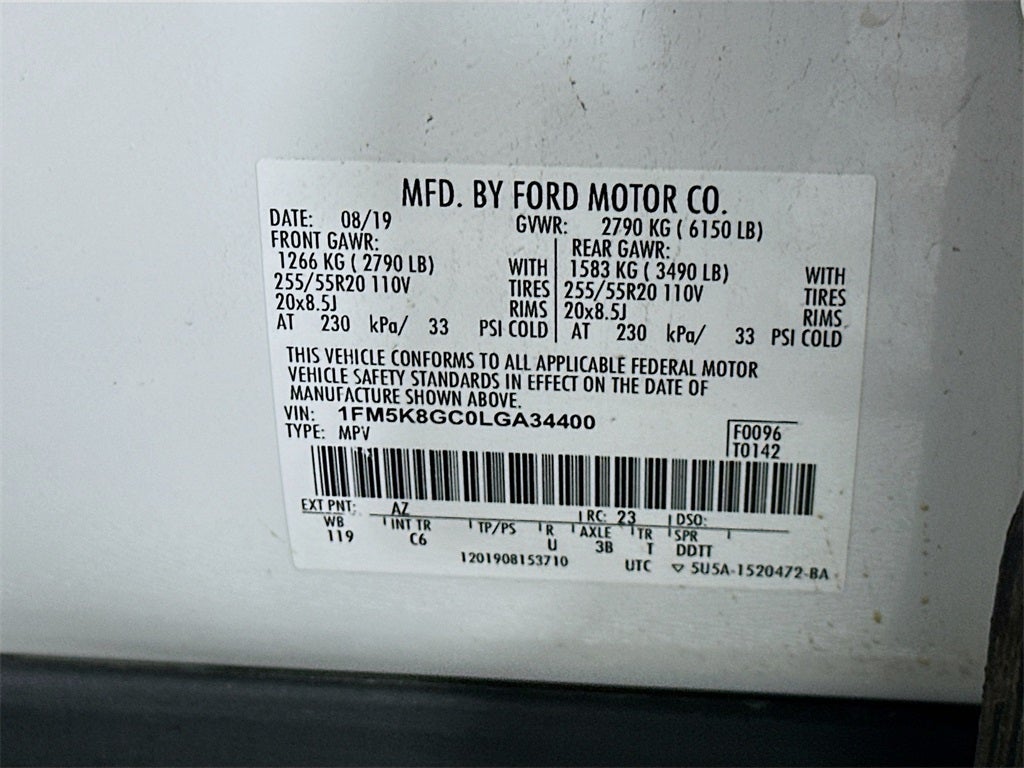 MFD. BY FORD MOTOR CO.
DATE: 08/19 GVWR: 2790 KG ( 6150 LB)
FRONT GAWR: REAR GAWR:
1266 KG ( 2790 LB) WITH 1583 KG ( 3490 LB) WITH
255/55R20 110V TIRES 255/55R20 110V TIRES
20x8.5J RIMS 20x8.5J RIMS
AT 230 kPa/ 33 PSI COLD AT 230 kPa/ 33 PSI COLD
THIS VEHICLE CONFORMS TO ALL APPLICABLE FEDERAL MOTOR
VEHICLE SAFETY STANDARDS IN EFFECT ON THE DATE OF
MANUFACTURE SHOWN ABOVE.
VIN: 1FM5K8GC0LGA34400
TYPE: MPV
F0096
T0142
EXT PNT: AZ RC: 23 DSO:
WB INT TR TP/PS R AXLE TR SPR
119 C6 U 3B T DDTT
1201908153710 UTC ▽ 5U5A-1520472-BA